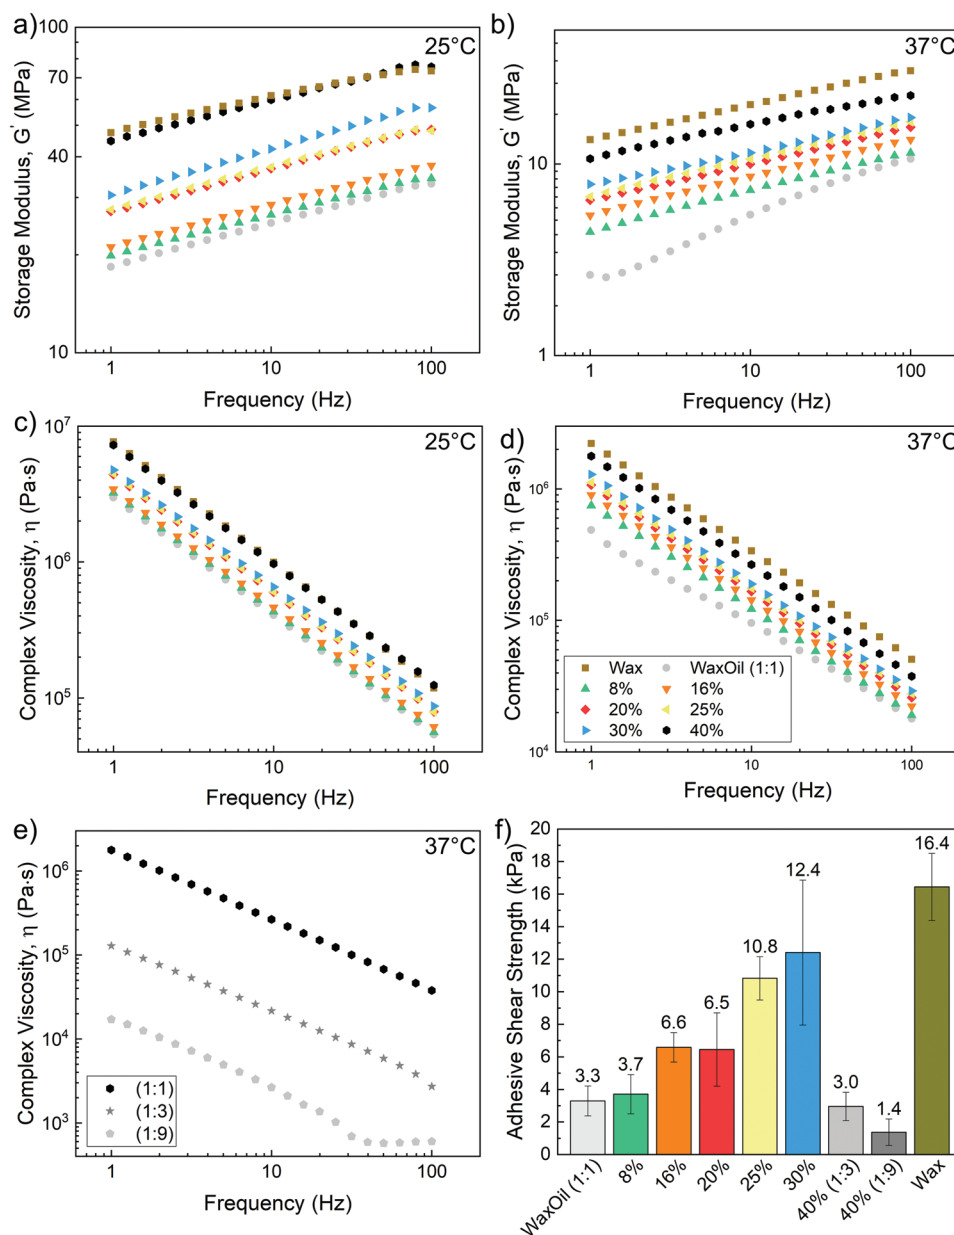 a)
25°C
Storage Modulus, G' (MPa)
100
70
40
10
1
10
100
Frequency (Hz)
b)
37°C
Storage Modulus, G' (MPa)
10
1
1
10
100
Frequency (Hz)
c)
25°C
Complex Viscosity, η (Pa·s)
10⁷
10⁶
10⁵
1
10
100
Frequency (Hz)
d)
37°C
Complex Viscosity, η (Pa·s)
10⁶
10⁵
10⁴
Wax
WaxOil (1:1)
8%
16%
20%
25%
30%
40%
1
10
100
Frequency (Hz)
e)
37°C
Complex Viscosity, η (Pa·s)
10⁶
10⁵
10⁴
10³
(1:1)
(1:3)
(1:9)
1
10
100
Frequency (Hz)
f)
Adhesive Shear Strength (kPa)
20
18
16
14
12
10
8
6
4
2
0
3.3
3.7
6.6
6.5
10.8
12.4
3.0
1.4
16.4
WaxOil (1:1)
8%
16%
20%
25%
30%
40% (1:3)
40% (1:9)
Wax